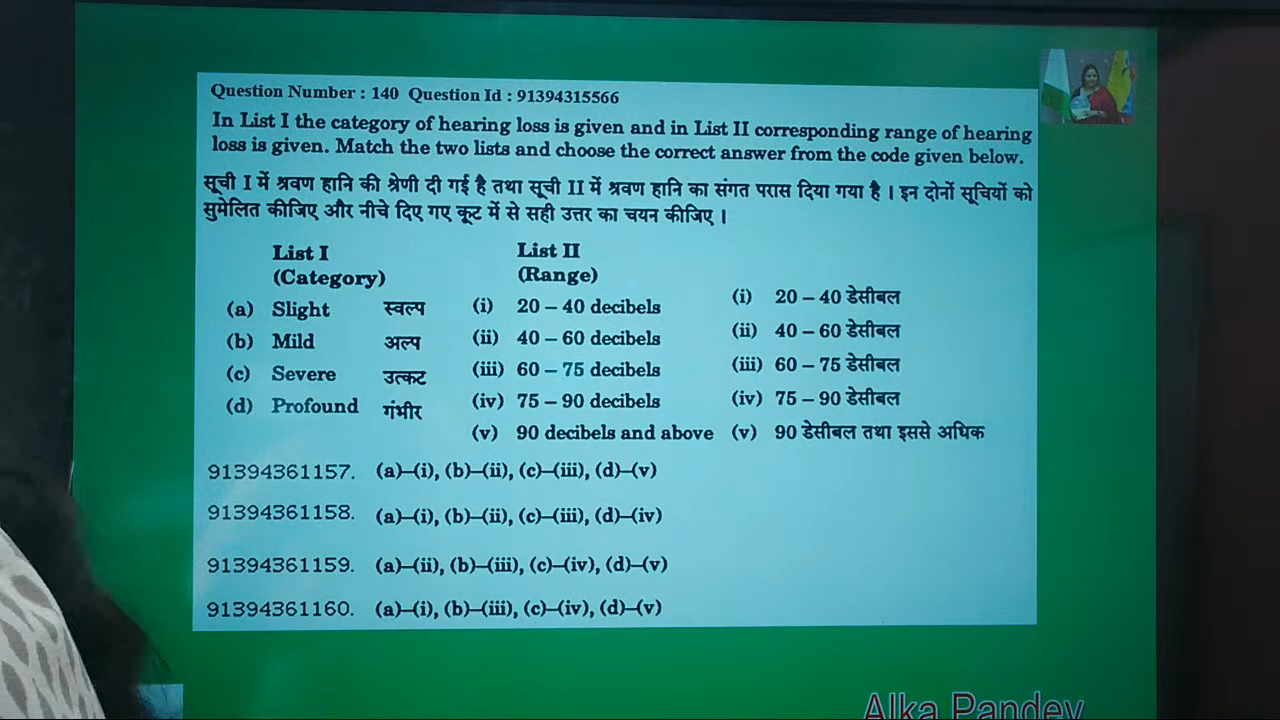 Question Number : 140 Question Id : 91394315566
In List I the category of hearing loss is given and in List II corresponding range of hearing
loss is given. Match the two lists and choose the correct answer from the code given below.
सूची I में श्रवण हानि की श्रेणी दी गई है तथा सूची II में श्रवण हानि का संगत परास दिया गया है । इन दोनों सूचियों को
सुमेलित कीजिए और नीचे दिए गए कूट में से सही उत्तर का चयन कीजिए ।
List I List II
(Category) (Range)
(a) Slight स्वल्प (i) 20 – 40 decibels (i) 20 – 40 डेसीबल
(b) Mild अल्प (ii) 40 – 60 decibels (ii) 40 – 60 डेसीबल
(c) Severe उत्कट (iii) 60 – 75 decibels (iii) 60 – 75 डेसीबल
(d) Profound गंभीर (iv) 75 – 90 decibels (iv) 75 – 90 डेसीबल
(v) 90 decibels and above (v) 90 डेसीबल तथा इससे अधिक
91394361157. (a)–(i), (b)–(ii), (c)–(iii), (d)–(v)
91394361158. (a)–(i), (b)–(ii), (c)–(iii), (d)–(iv)
91394361159. (a)–(ii), (b)–(iii), (c)–(iv), (d)–(v)
91394361160. (a)–(i), (b)–(iii), (c)–(iv), (d)–(v)
Alka Pandey